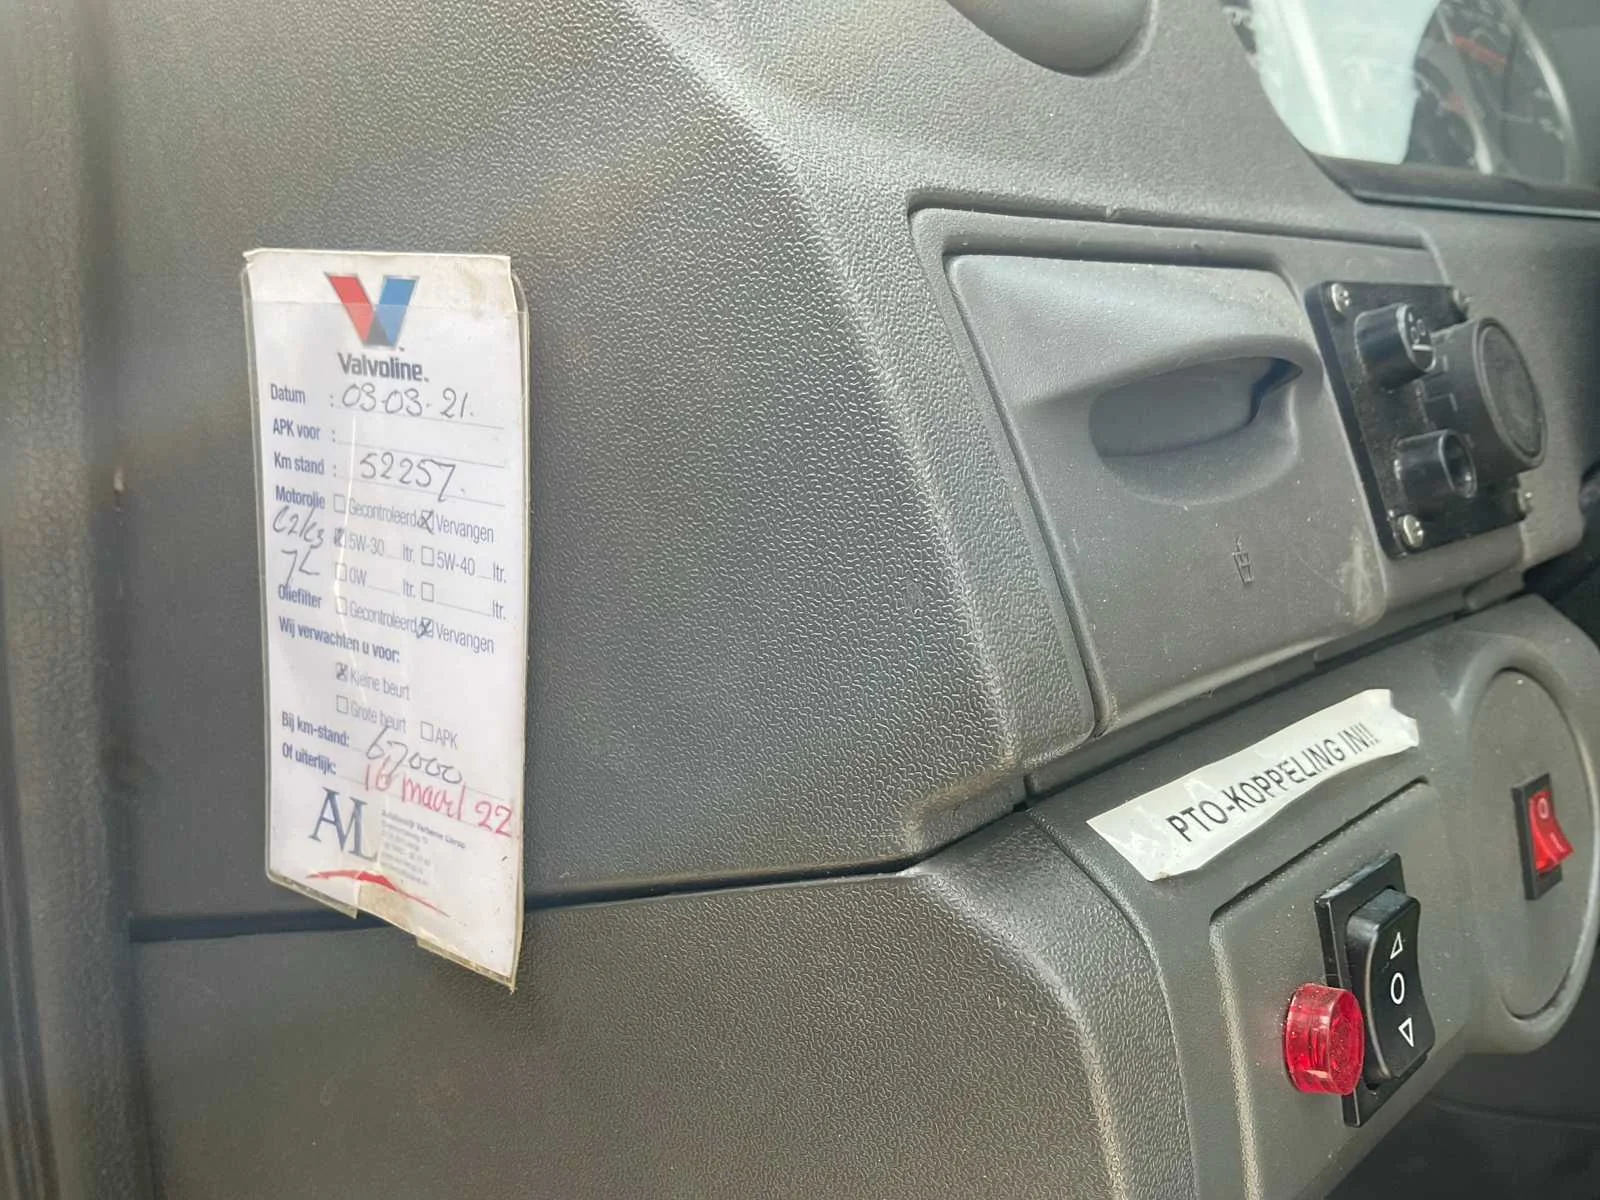 Valvoline
Datum : 03-03-21.
APK voor :
Km stand : 52257.
Motorolie Gecontroleerd Vervangen
C2/C3 5W-30 ltr. 5W-40 ltr.
7L 0W ltr. ltr.
Oliefilter Gecontroleerd Vervangen
Wij verwachten u voor:
Kleine beurt
Grote beurt APK
Bij km-stand: 67000
Of uiterlijk: 16 maart 22
AVL
PTO-KOPPELING IN!!
O
O
I